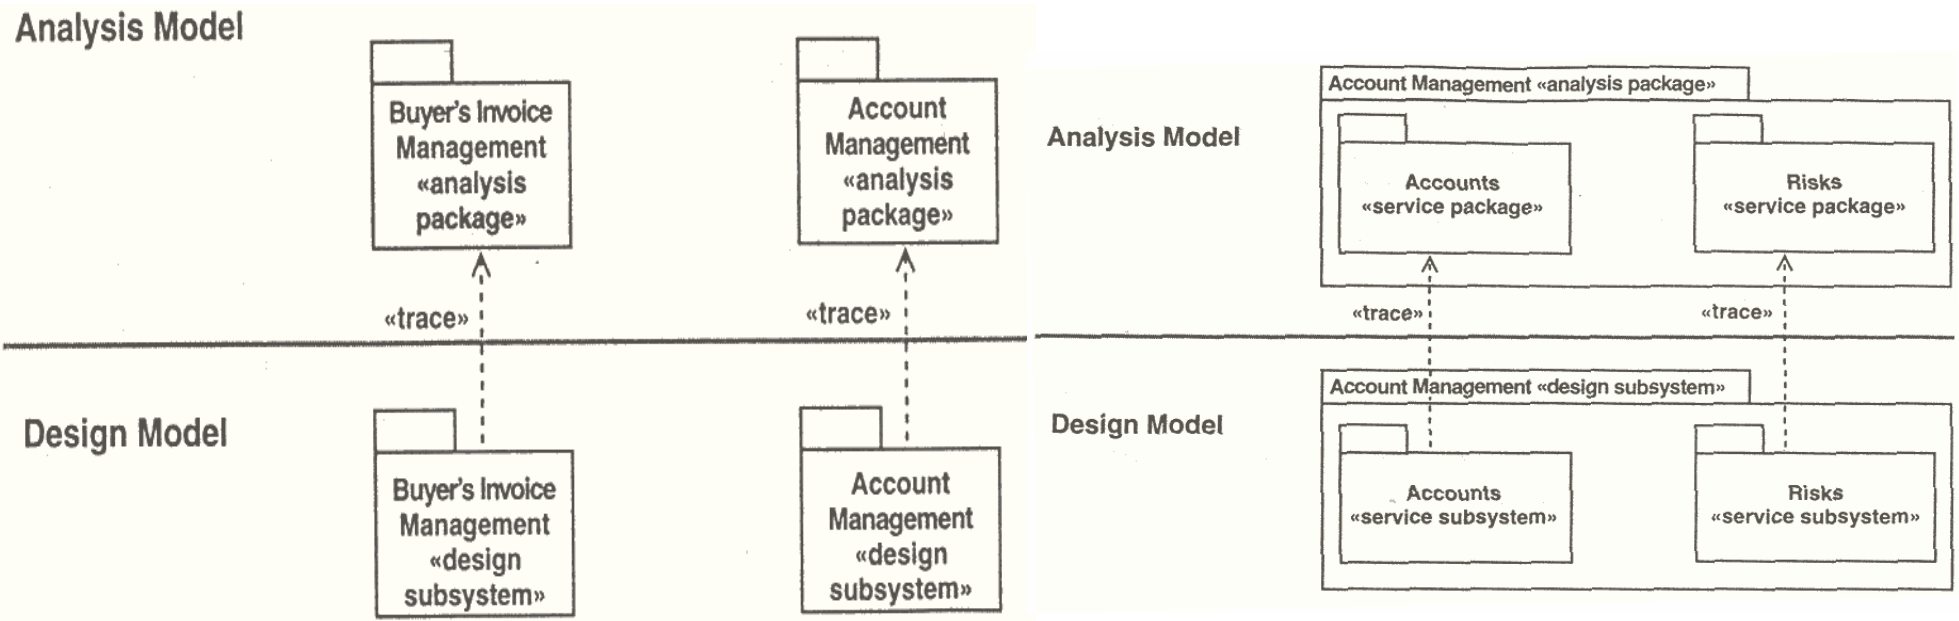 Analysis Model
Buyer's Invoice
Management
«analysis
package»
Account
Management
«analysis
package»
«trace»
«trace»
Design Model
Buyer's Invoice
Management
«design
subsystem»
Account
Management
«design
subsystem»
Account Management «analysis package»
Analysis Model
Accounts
«service package»
Risks
«service package»
«trace»
«trace»
Account Management «design subsystem»
Design Model
Accounts
«service subsystem»
Risks
«service subsystem»